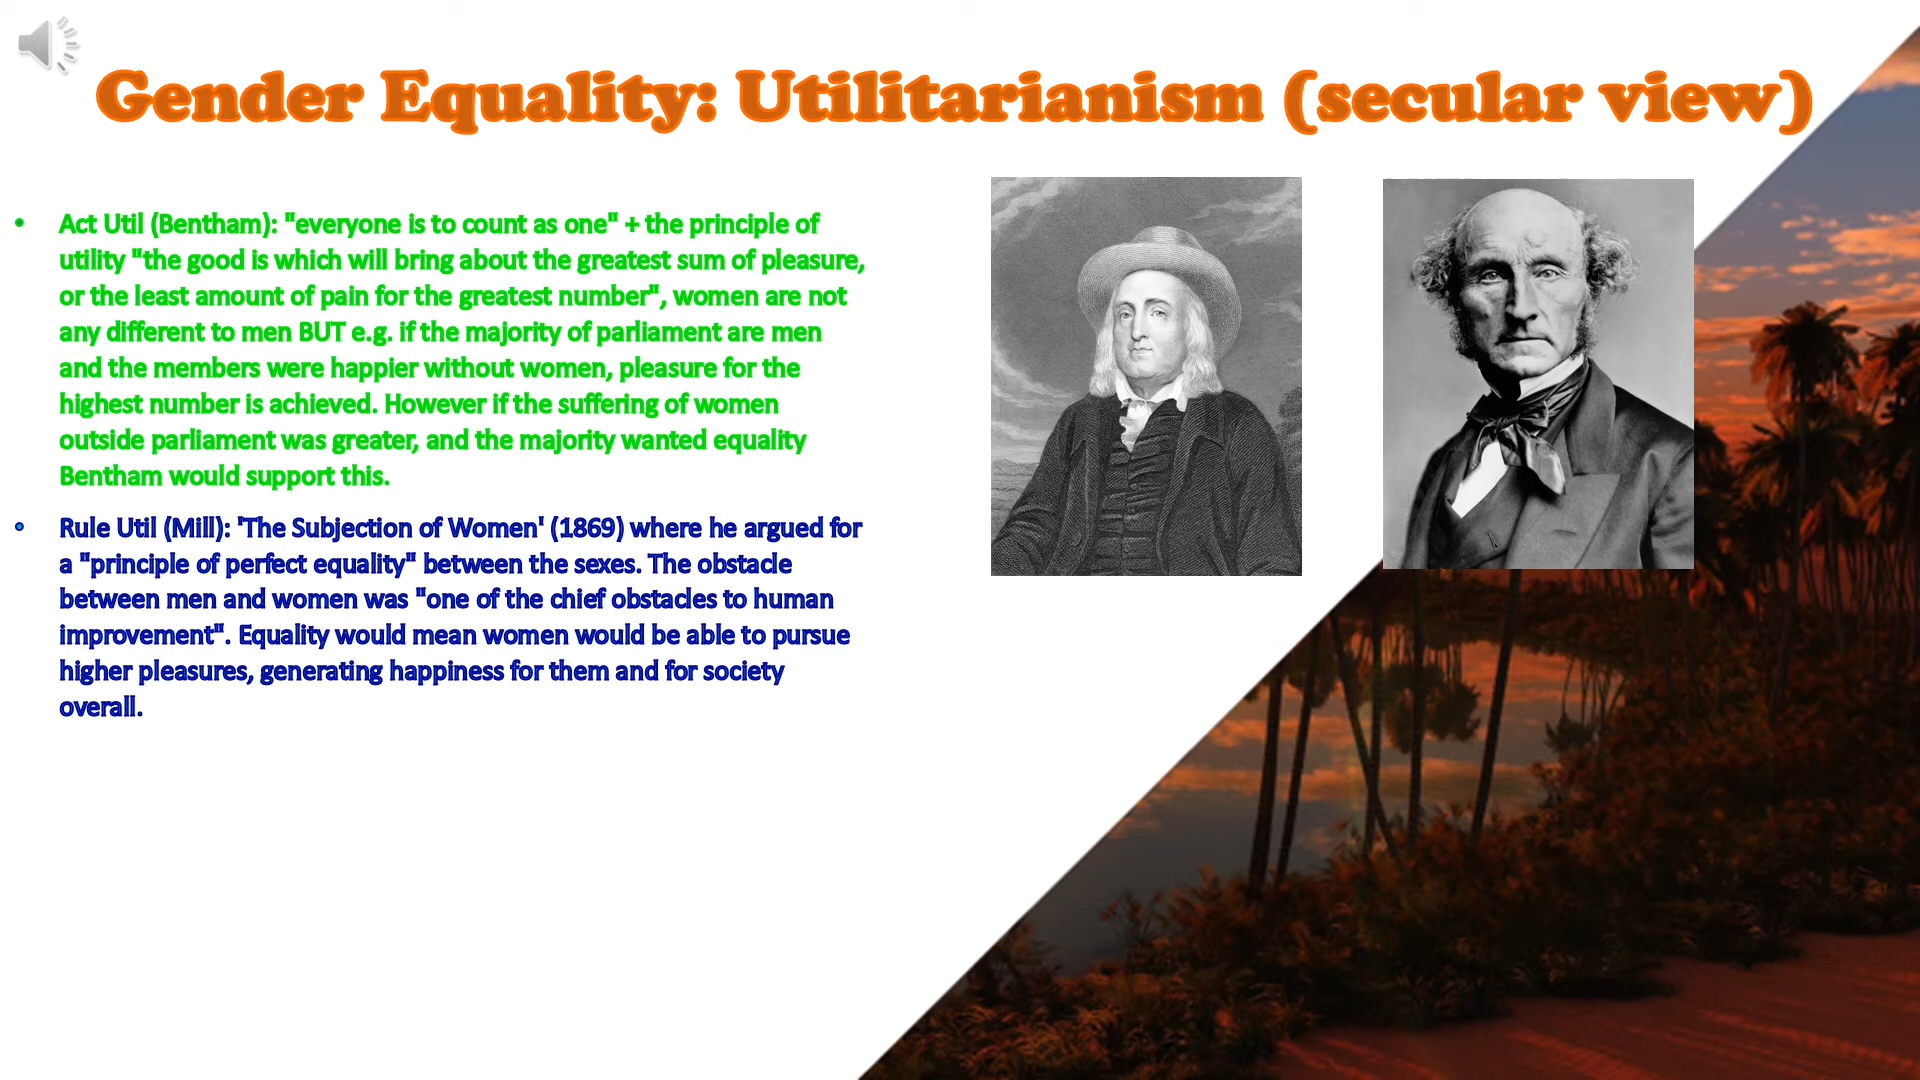 Gender Equality: Utilitarianism (secular view)
• Act Util (Bentham): "everyone is to count as one" + the principle of
utility "the good is which will bring about the greatest sum of pleasure,
or the least amount of pain for the greatest number", women are not
any different to men BUT e.g. if the majority of parliament are men
and the members were happier without women, pleasure for the
highest number is achieved. However if the suffering of women
outside parliament was greater, and the majority wanted equality
Bentham would support this.
• Rule Util (Mill): 'The Subjection of Women' (1869) where he argued for
a "principle of perfect equality" between the sexes. The obstacle
between men and women was "one of the chief obstacles to human
improvement". Equality would mean women would be able to pursue
higher pleasures, generating happiness for them and for society
overall.